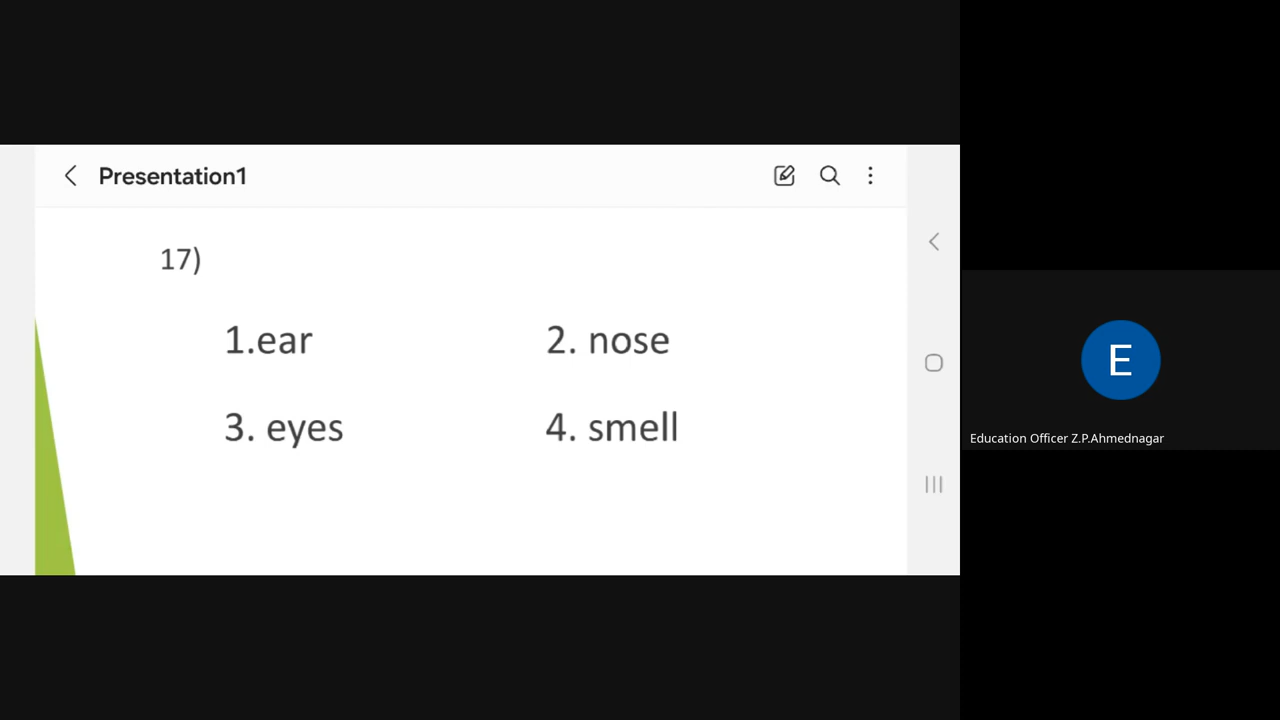 Presentation1
17)
1.ear 2. nose
3. eyes 4. smell
E
Education Officer Z.P.Ahmednagar